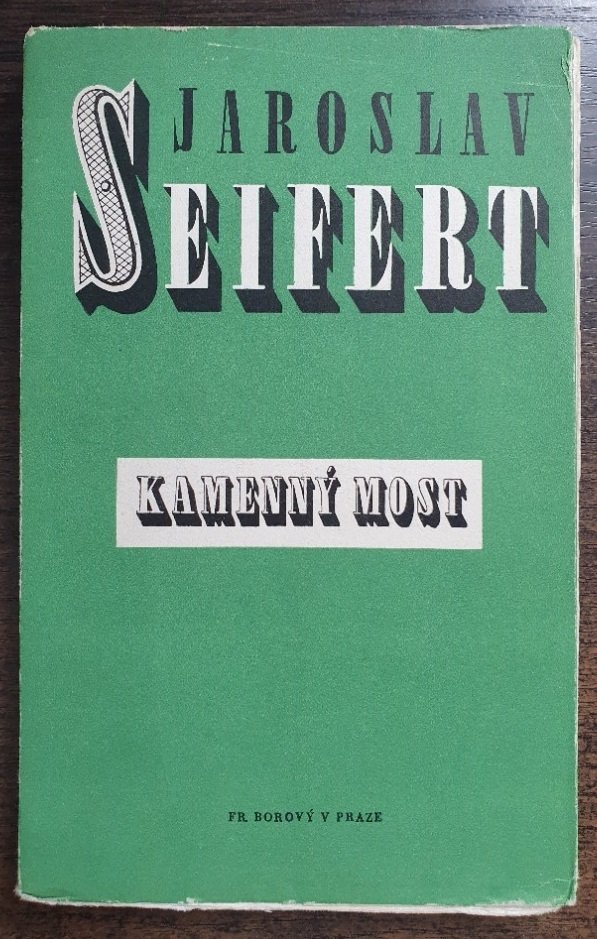 JAROSLAV
SEIFERT
KAMENNÝ MOST
FR. BOROVÝ V PRAZE